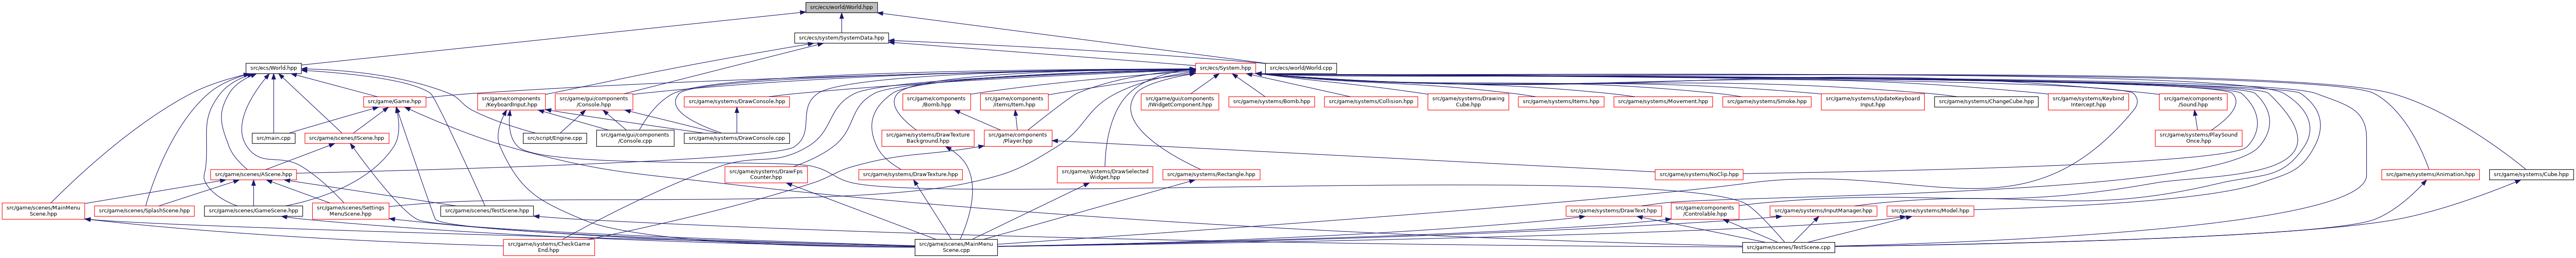 src/ecs/world/World.hpp
src/ecs/system/SystemData.hpp
src/ecs/World.hpp
src/ecs/System.hpp
src/ecs/world/World.cpp
src/game/Game.hpp
src/game/components
/KeyboardInput.hpp
src/game/gui/components
/Console.hpp
src/game/systems/DrawConsole.hpp
src/game/components
/Bomb.hpp
src/game/components
/items/Item.hpp
src/game/gui/components
/IWidgetComponent.hpp
src/game/systems/Bomb.hpp
src/game/systems/Collision.hpp
src/game/systems/Drawing
Cube.hpp
src/game/systems/Items.hpp
src/game/systems/Movement.hpp
src/game/systems/Smoke.hpp
src/game/systems/UpdateKeyboard
Input.hpp
src/game/systems/ChangeCube.hpp
src/game/systems/Keybind
Intercept.hpp
src/game/components
/Sound.hpp
src/main.cpp
src/game/scenes/IScene.hpp
src/script/Engine.cpp
src/game/gui/components
/Console.cpp
src/game/systems/DrawConsole.cpp
src/game/systems/DrawTexture
Background.hpp
src/game/components
/Player.hpp
src/game/systems/PlaySound
Once.hpp
src/game/scenes/AScene.hpp
src/game/systems/DrawFps
Counter.hpp
src/game/systems/DrawTexture.hpp
src/game/systems/DrawSelected
Widget.hpp
src/game/systems/Rectangle.hpp
src/game/systems/NoClip.hpp
src/game/systems/Animation.hpp
src/game/systems/Cube.hpp
src/game/scenes/MainMenu
Scene.hpp
src/game/scenes/SplashScene.hpp
src/game/scenes/GameScene.hpp
src/game/scenes/Settings
MenuScene.hpp
src/game/scenes/TestScene.hpp
src/game/systems/DrawText.hpp
src/game/components
/Controlable.hpp
src/game/systems/InputManager.hpp
src/game/systems/Model.hpp
src/game/systems/CheckGame
End.hpp
src/game/scenes/MainMenu
Scene.cpp
src/game/scenes/TestScene.cpp